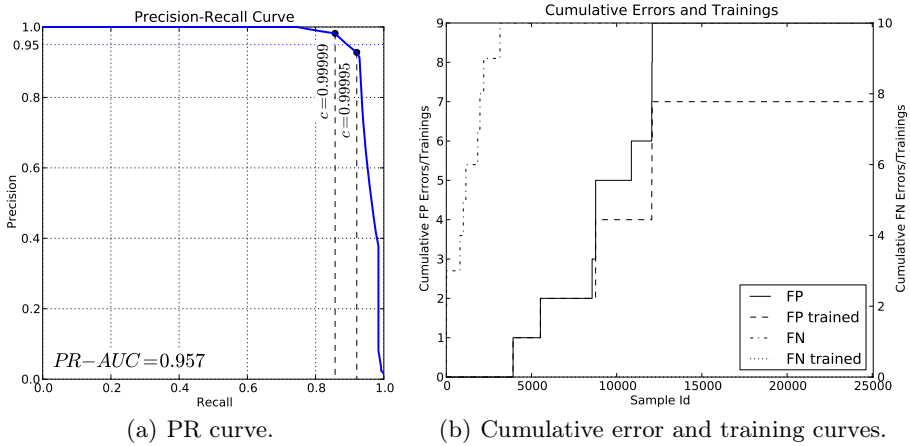 Precision-Recall Curve
1.0
0.95
0.8
0.6
0.4
0.2
0.0
Precision
c=0.99999
c=0.99995
PR−AUC=0.957
0.0 0.2 0.4 0.6 0.8 1.0
Recall
(a) PR curve.
Cumulative Errors and Trainings
9
8
7
6
5
4
3
2
1
0
Cumulative FP Errors/Trainings
10
8
6
4
2
0
Cumulative FN Errors/Trainings
FP
FP trained
FN
FN trained
0 5000 10000 15000 20000 25000
Sample Id
(b) Cumulative error and training curves.